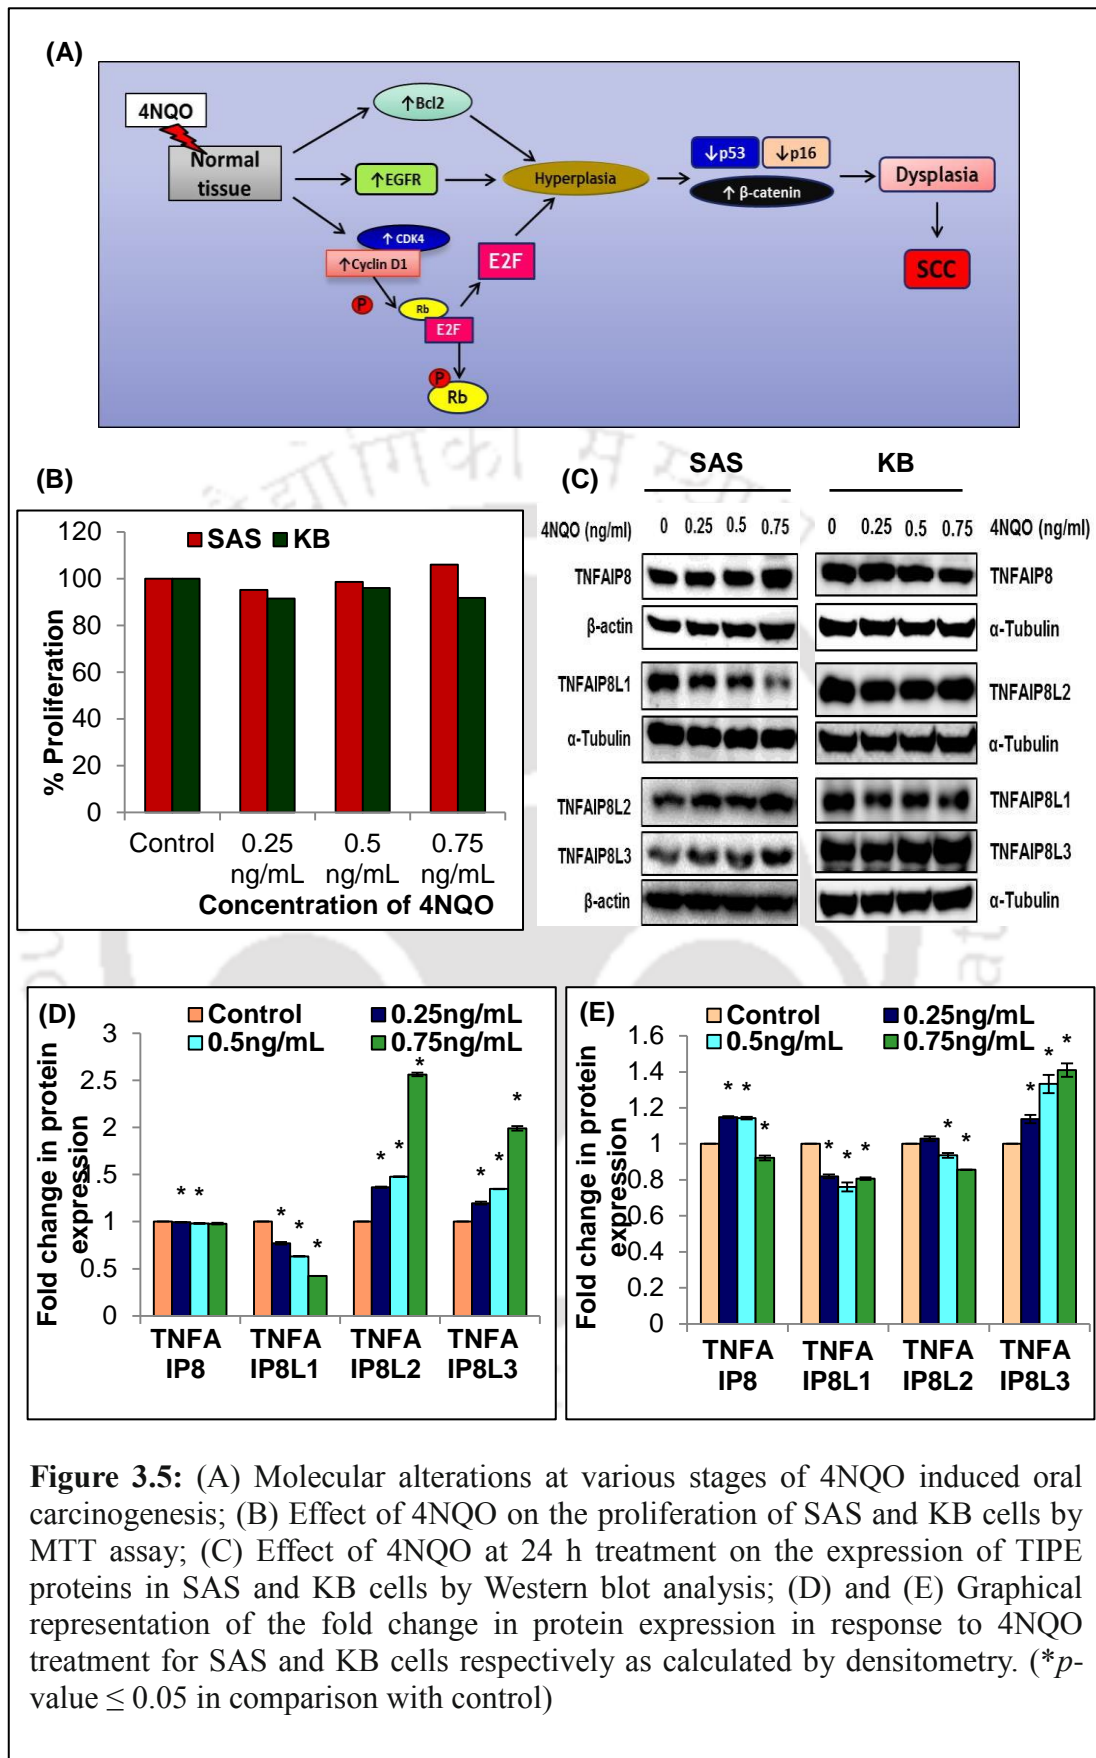 (A)
4NQO
Normal
tissue
↑Bcl2
↑EGFR
↑ CDK4
↑Cyclin D1
P
Rb
E2F
P
Rb
E2F
Hyperplasia
↓p53
↓p16
↑ β-catenin
Dysplasia
SCC
(B)
120
100
80
60
40
20
0
% Proliferation
SAS KB
Control
0.25
ng/mL
0.5
ng/mL
0.75
ng/mL
Concentration of 4NQO
(C)
SAS
KB
4NQO (ng/ml) 0 0.25 0.5 0.75
0 0.25 0.5 0.75 4NQO (ng/ml)
TNFAIP8
TNFAIP8
β-actin
α-Tubulin
TNFAIP8L1
TNFAIP8L2
α-Tubulin
α-Tubulin
TNFAIP8L2
TNFAIP8L1
TNFAIP8L3
TNFAIP8L3
β-actin
α-Tubulin
(D)
Control 0.25ng/mL
0.5ng/mL 0.75ng/mL
3
2.5
2
1.5
1
0.5
0
Fold change in protein
expression
* * * * * * * * * * *
TNFA
IP8
TNFA
IP8L1
TNFA
IP8L2
TNFA
IP8L3
(E)
Control 0.25ng/mL
0.5ng/mL 0.75ng/mL
1.6
1.4
1.2
1
0.8
0.6
0.4
0.2
0
Fold change in protein
expression
* * * * * * * * * * *
TNFA
IP8
TNFA
IP8L1
TNFA
IP8L2
TNFA
IP8L3
Figure 3.5: (A) Molecular alterations at various stages of 4NQO induced oral
carcinogenesis; (B) Effect of 4NQO on the proliferation of SAS and KB cells by
MTT assay; (C) Effect of 4NQO at 24 h treatment on the expression of TIPE
proteins in SAS and KB cells by Western blot analysis; (D) and (E) Graphical
representation of the fold change in protein expression in response to 4NQO
treatment for SAS and KB cells respectively as calculated by densitometry. (*p-
value ≤ 0.05 in comparison with control)